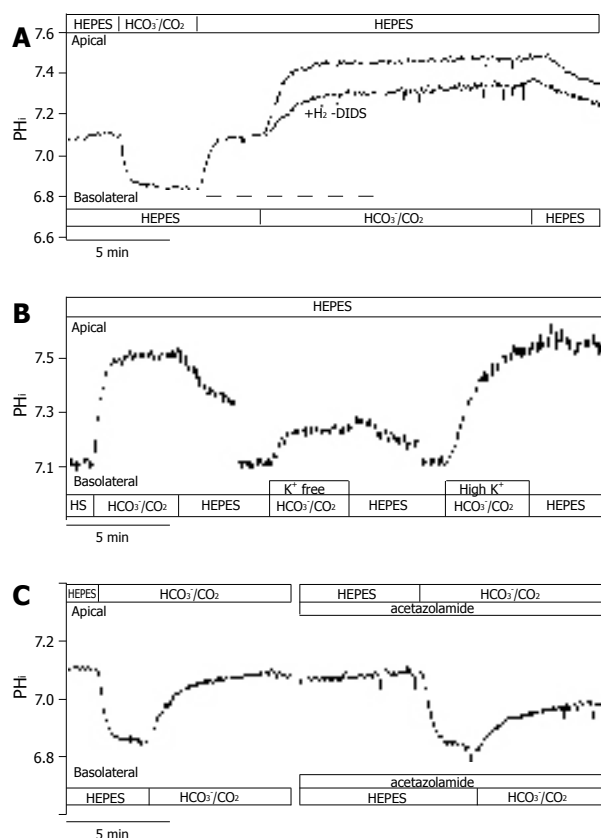 A
HEPES HCO3-/CO2 HEPES
Apical
7.4
7.2
7.0
6.8
6.6
PHi
+H2 -DIDS
Basolateral
HEPES HCO3-/CO2 HEPES
5 min
B
HEPES
Apical
7.5
7.3
7.1
PHi
Basolateral
K+ free High K+
HS HCO3-/CO2 HEPES HCO3-/CO2 HEPES HCO3-/CO2 HEPES
5 min
C
HEPES HCO3-/CO2 HEPES HCO3-/CO2
Apical acetazolamide
7.2
7.0
6.8
PHi
Basolateral acetazolamide
HEPES HCO3-/CO2 HEPES HCO3-/CO2
5 min